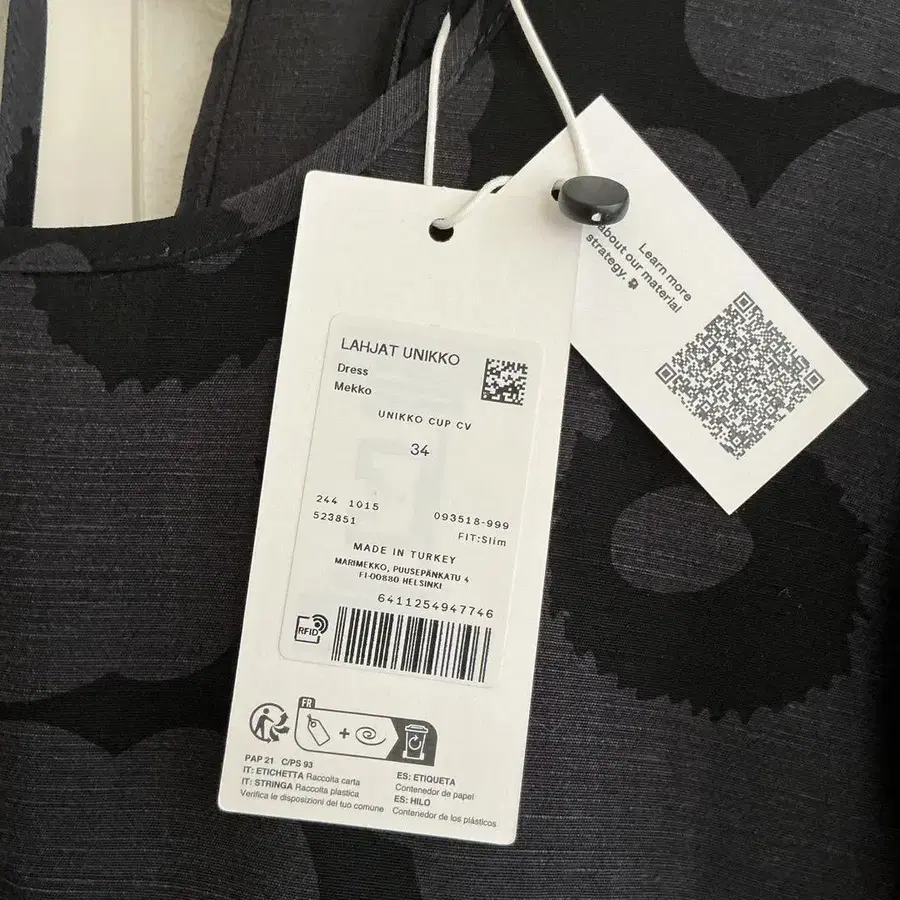 Learn more
about our material
strategy.
LAHJAT UNIKKO
Dress
Mekko
UNIKKO CUP CV
34
244 1015
523851
093518-999
FIT:Slim
MADE IN TURKEY
MARIMEKKO, PUUSEPÄNKATU 4
FI-00880 HELSINKI
6411254947746
RFID
FR
PAP 21 C/PS 93
IT: ETICHETTA Raccolta carta
IT: STRINGA Raccolta plastica
Verifica le disposizioni del tuo comune
ES: ETIQUETA
Contenedor de papel
ES: HILO
Contenedor de los plásticos